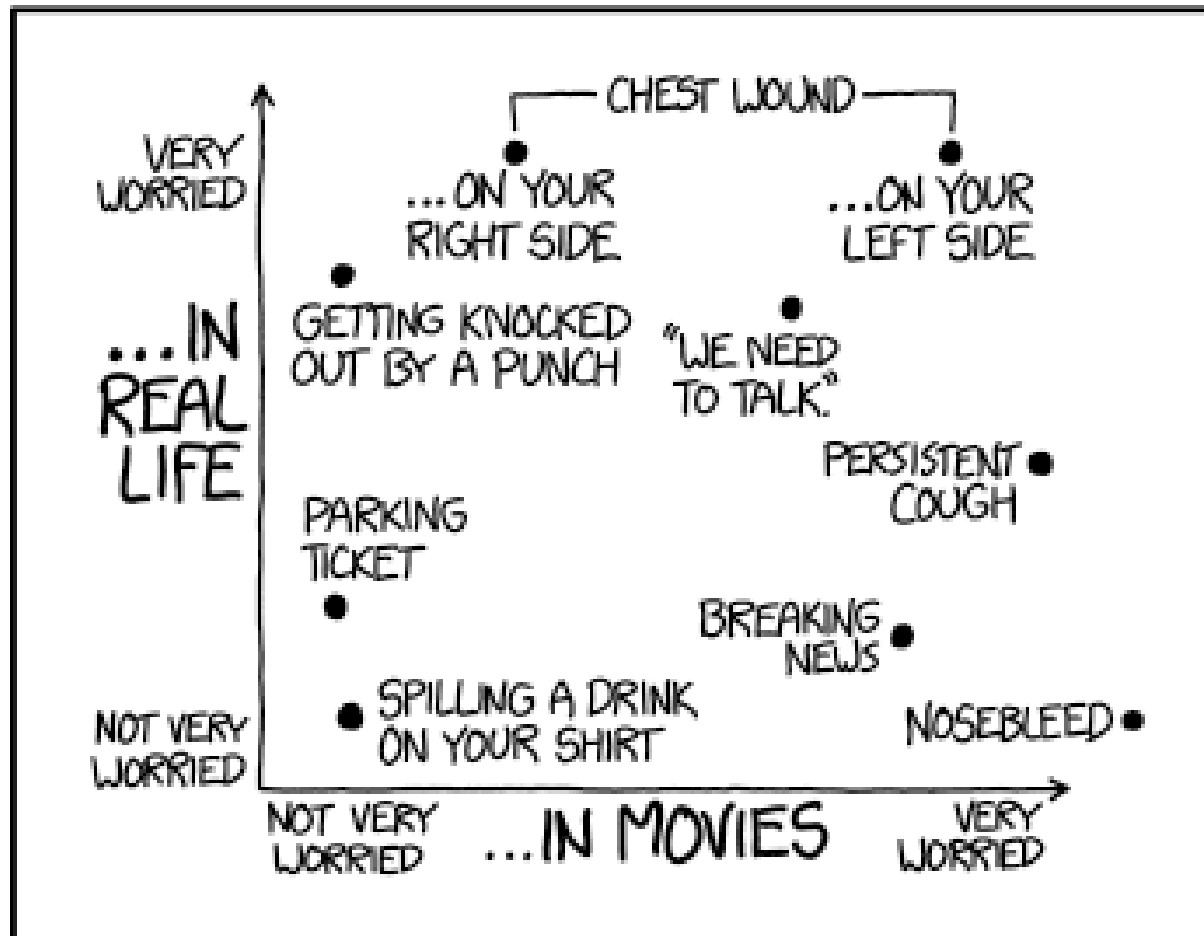 CHEST WOUND
VERY
WORRIED
...ON YOUR
RIGHT SIDE
...ON YOUR
LEFT SIDE
GETTING KNOCKED
OUT BY A PUNCH
"WE NEED
TO TALK."
...IN
REAL
LIFE
PERSISTENT
COUGH
PARKING
TICKET
BREAKING
NEWS
SPILLING A DRINK
ON YOUR SHIRT
NOSEBLEED
NOT VERY
WORRIED
NOT VERY
WORRIED
...IN MOVIES
VERY
WORRIED